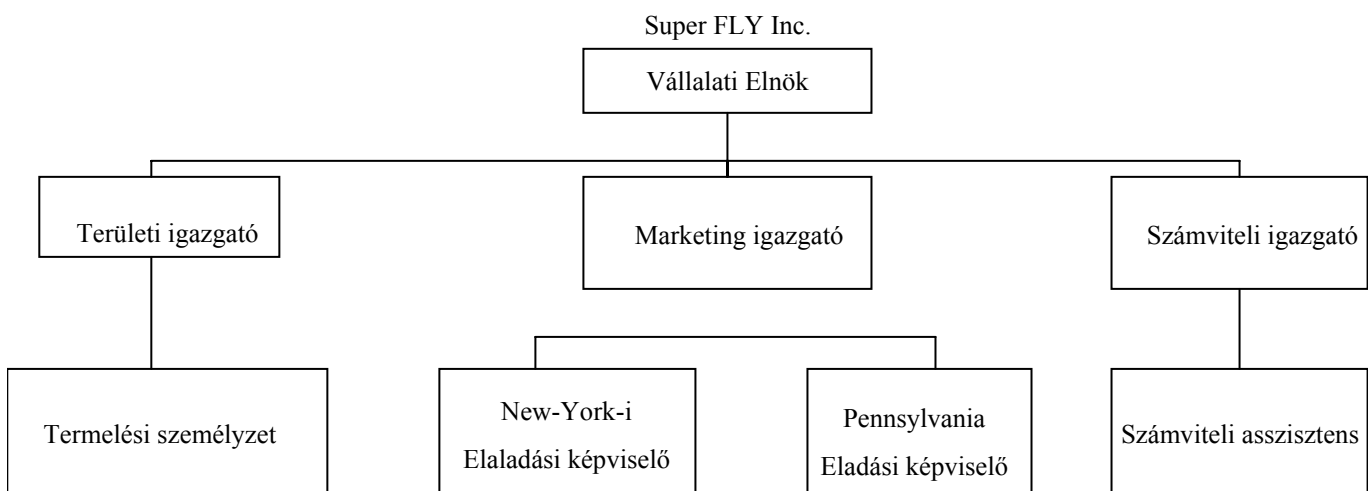 Super FLY Inc.
Vállalati Elnök
Területi igazgató
Marketing igazgató
Számviteli igazgató
Termelési személyzet
New-York-i
Elaladási képviselő
Pennsylvania
Eladási képviselő
Számviteli asszisztens